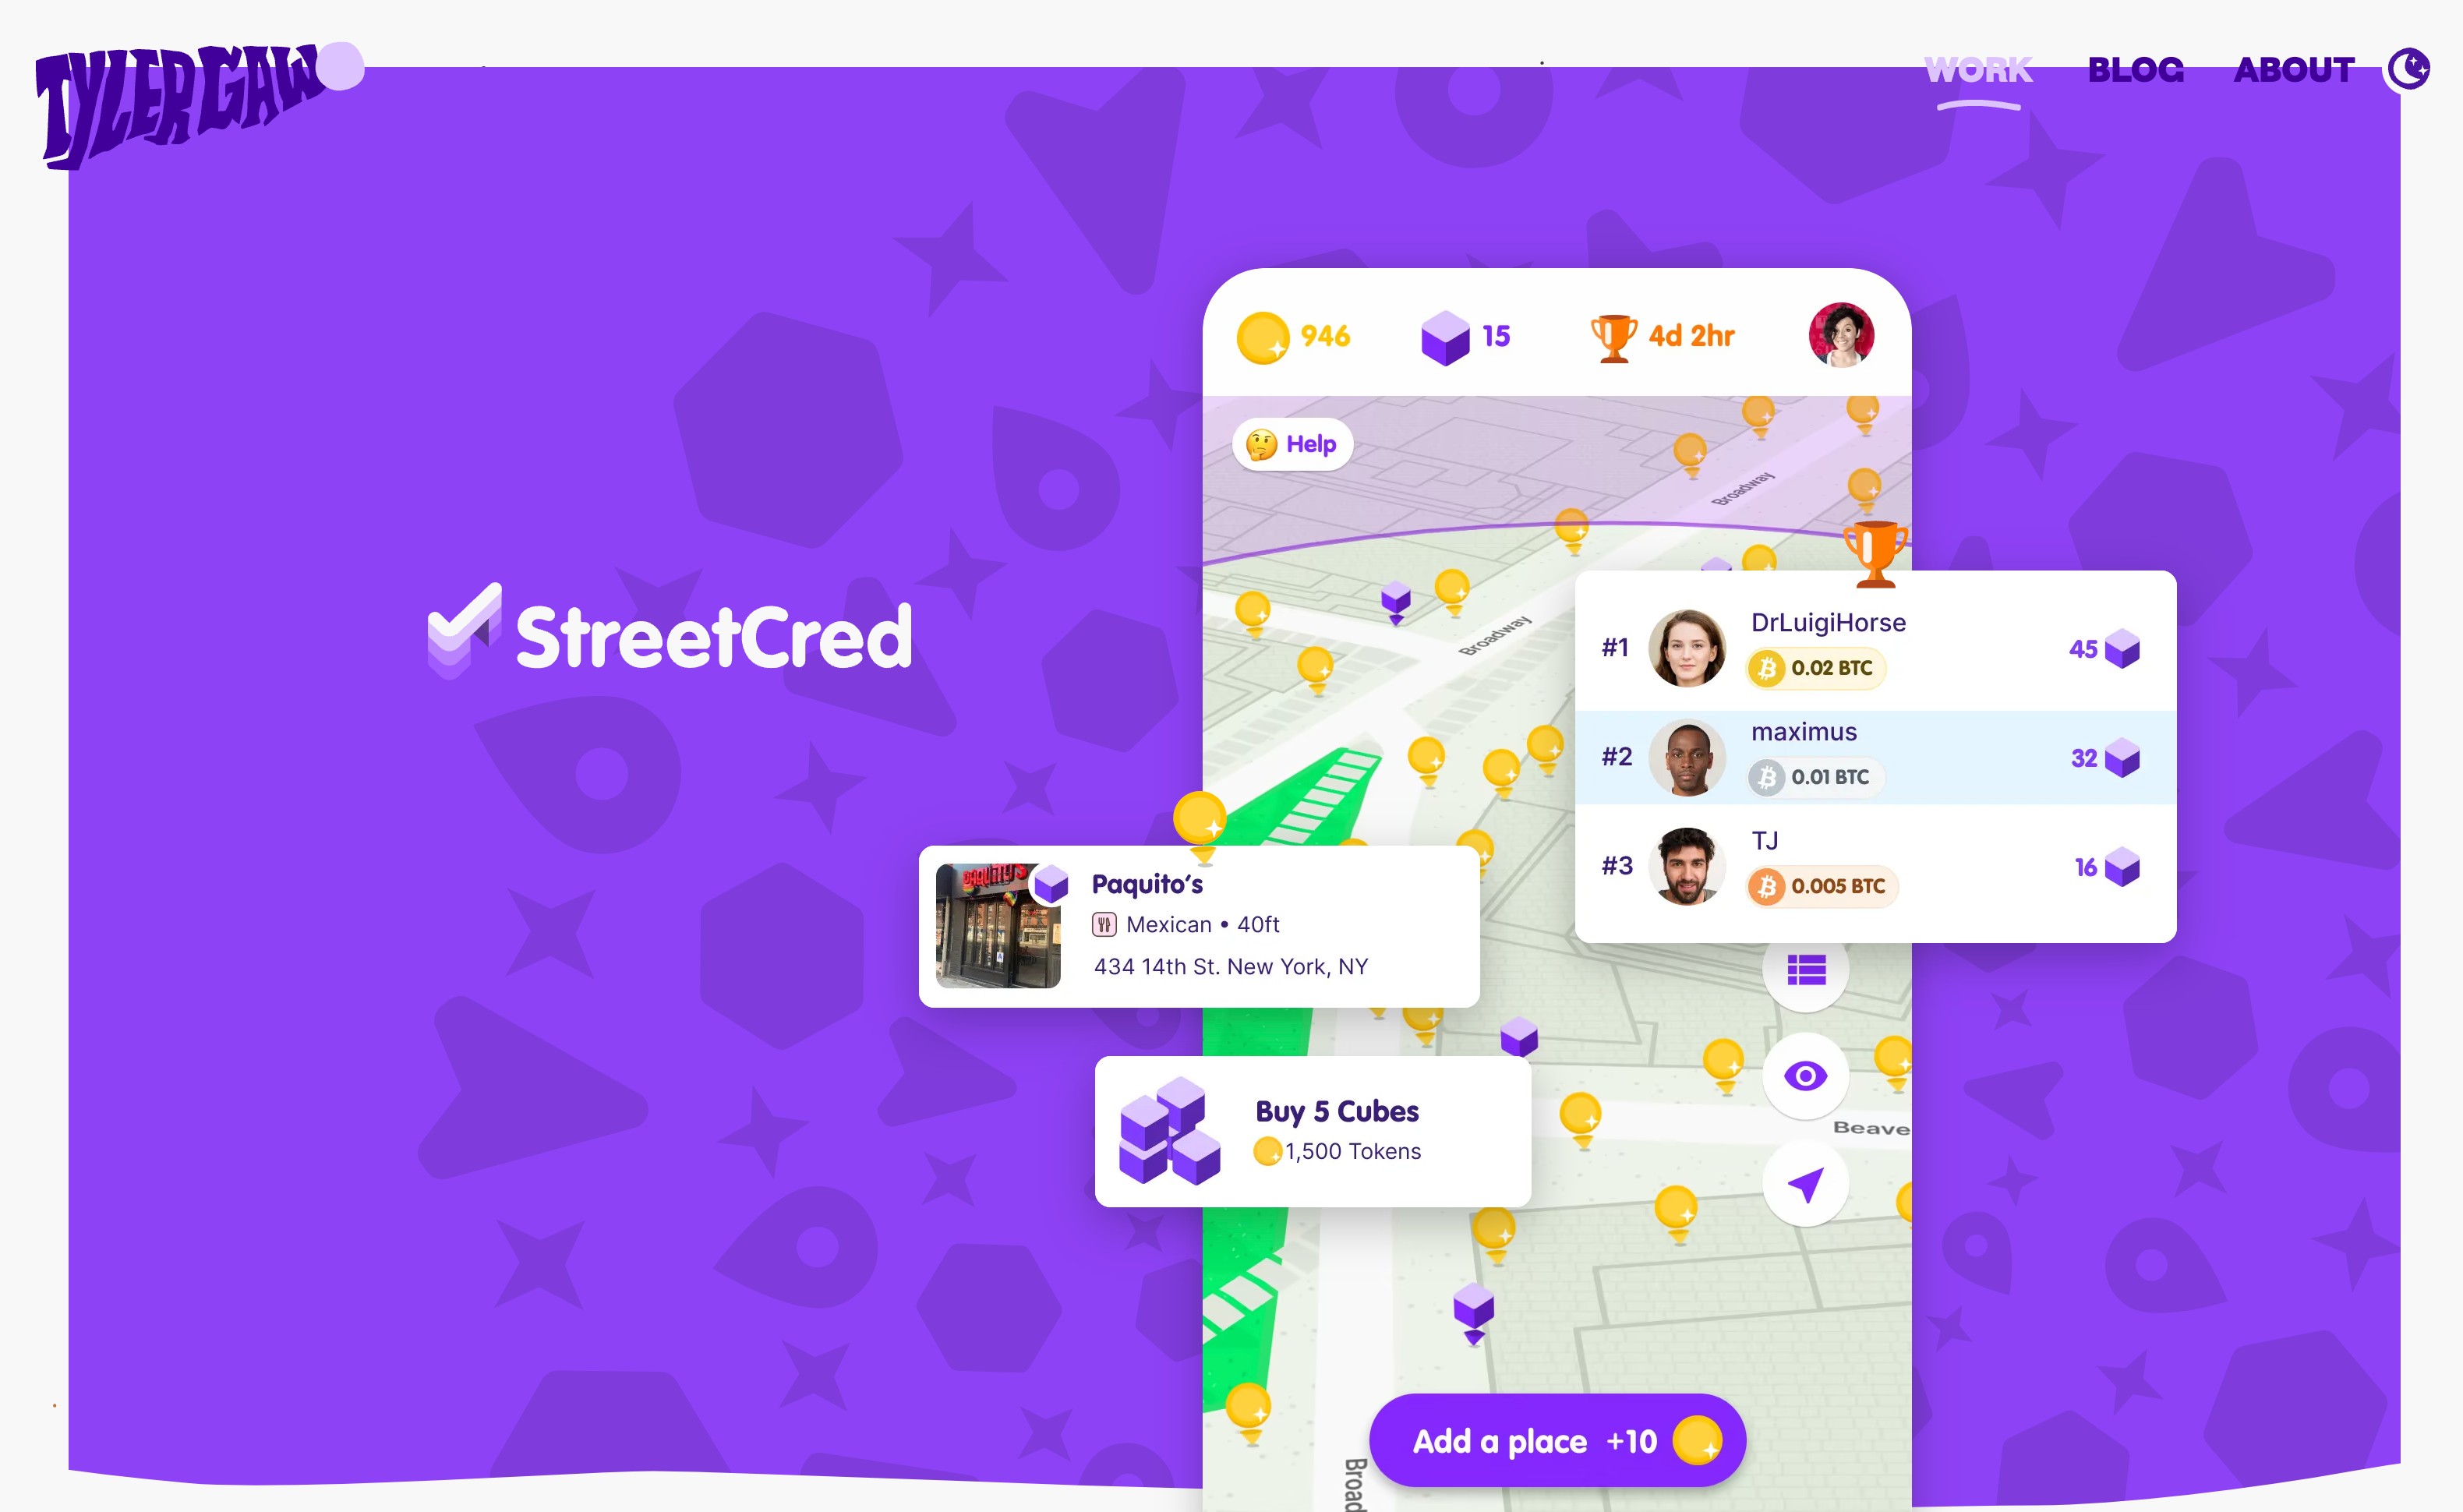 TYLER GAW
WORK
BLOG
ABOUT
946
15
4d 2hr
🤔 Help
Broadway
Broadway
StreetCred
#1
DrLuigiHorse
0.02 BTC
45
#2
maximus
0.01 BTC
32
#3
TJ
0.005 BTC
16
PAQUITO'S
Paquito's
Mexican • 40ft
434 14th St. New York, NY
Buy 5 Cubes
1,500 Tokens
Beave
Add a place +10
Broad